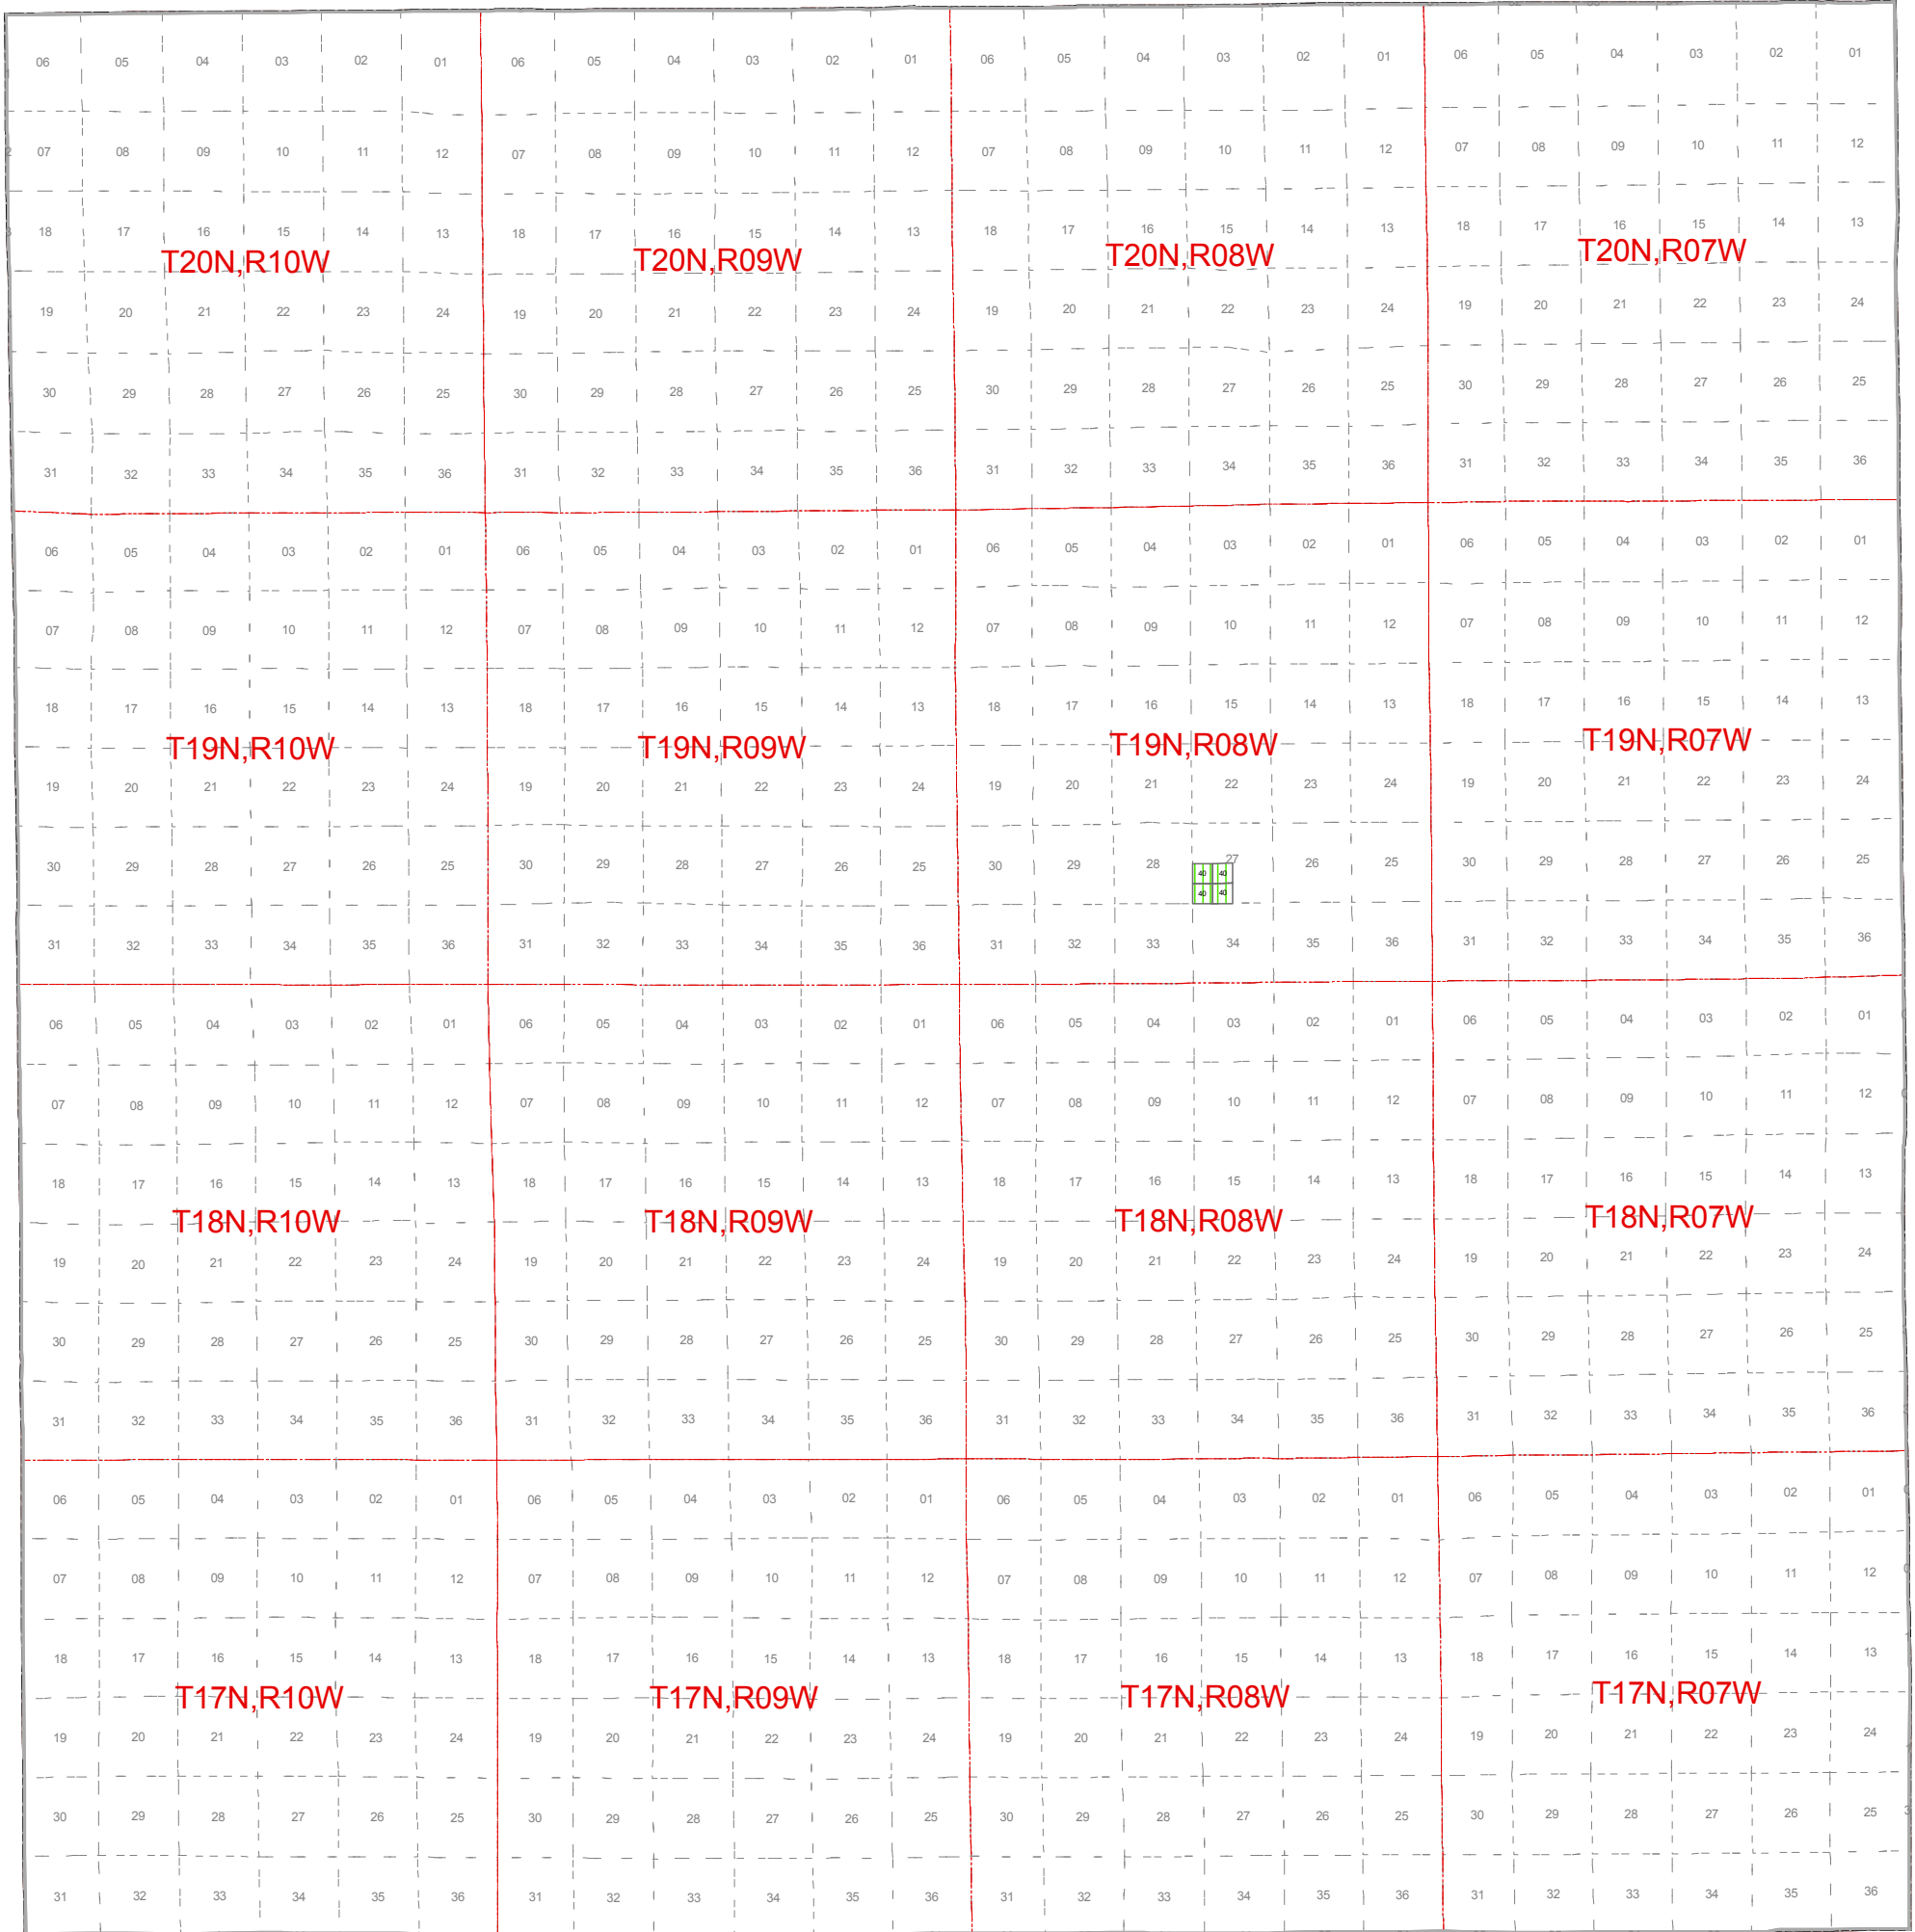 06 05 04 03 02 01 06 05 04 03 02 01 06 05 04 03 02 01 06 05 04 03 02 01
07 08 09 10 11 12 07 08 09 10 11 12 07 08 09 10 11 12 07 08 09 10 11 12
18 17 16 15 14 13 18 17 16 15 14 13 18 17 16 15 14 13 18 17 16 15 14 13
T20N,R10W T20N,R09W T20N,R08W T20N,R07W
19 20 21 22 23 24 19 20 21 22 23 24 19 20 21 22 23 24 19 20 21 22 23 24
30 29 28 27 26 25 30 29 28 27 26 25 30 29 28 27 26 25 30 29 28 27 26 25
31 32 33 34 35 36 31 32 33 34 35 36 31 32 33 34 35 36 31 32 33 34 35 36
06 05 04 03 02 01 06 05 04 03 02 01 06 05 04 03 02 01 06 05 04 03 02 01
07 08 09 10 11 12 07 08 09 10 11 12 07 08 09 10 11 12 07 08 09 10 11 12
18 17 16 15 14 13 18 17 16 15 14 13 18 17 16 15 14 13 18 17 16 15 14 13
T19N,R10W T19N,R09W T19N,R08W T19N,R07W
19 20 21 22 23 24 19 20 21 22 23 24 19 20 21 22 23 24 19 20 21 22 23 24
30 29 28 27 26 25 30 29 28 27 26 25 30 29 28 27 26 25 30 29 28 27 26 25
40 40
40 40
31 32 33 34 35 36 31 32 33 34 35 36 31 32 33 34 35 36 31 32 33 34 35 36
06 05 04 03 02 01 06 05 04 03 02 01 06 05 04 03 02 01 06 05 04 03 02 01
07 08 09 10 11 12 07 08 09 10 11 12 07 08 09 10 11 12 07 08 09 10 11 12
18 17 16 15 14 13 18 17 16 15 14 13 18 17 16 15 14 13 18 17 16 15 14 13
T18N,R10W T18N,R09W T18N,R08W T18N,R07W
19 20 21 22 23 24 19 20 21 22 23 24 19 20 21 22 23 24 19 20 21 22 23 24
30 29 28 27 26 25 30 29 28 27 26 25 30 29 28 27 26 25 30 29 28 27 26 25
31 32 33 34 35 36 31 32 33 34 35 36 31 32 33 34 35 36 31 32 33 34 35 36
06 05 04 03 02 01 06 05 04 03 02 01 06 05 04 03 02 01 06 05 04 03 02 01
07 08 09 10 11 12 07 08 09 10 11 12 07 08 09 10 11 12 07 08 09 10 11 12
18 17 16 15 14 13 18 17 16 15 14 13 18 17 16 15 14 13 18 17 16 15 14 13
T17N,R10W T17N,R09W T17N,R08W T17N,R07W
19 20 21 22 23 24 19 20 21 22 23 24 19 20 21 22 23 24 19 20 21 22 23 24
30 29 28 27 26 25 30 29 28 27 26 25 30 29 28 27 26 25 30 29 28 27 26 25
31 32 33 34 35 36 31 32 33 34 35 36 31 32 33 34 35 36 31 32 33 34 35 36